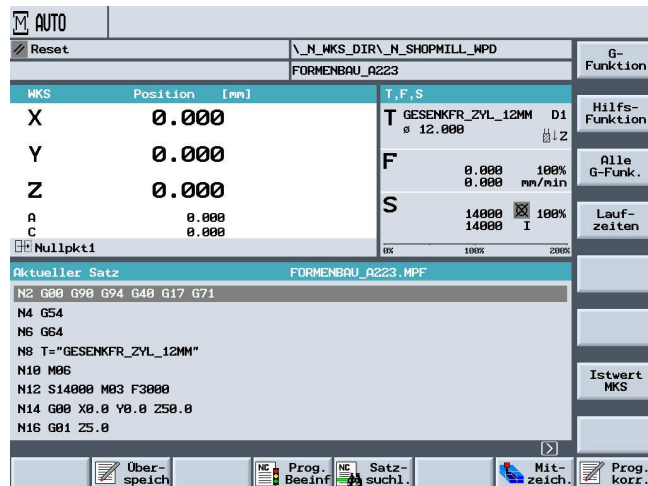 M AUTO
Reset \_N_WKS_DIR\_N_SHOPMILL_WPD
FORMENBAU_A223
G-
Funktion
WKS Position [mm] T,F,S
X 0.000
Y 0.000
Z 0.000
A 0.000
C 0.000
Nullpkt1
T GESENKFR_ZYL_12MM D1
ø 12.000 ↓Z
F 0.000 100%
0.000 mm/min
S 14000 100%
14000 I
0% 100% 200%
Hilfs-
Funktion
Alle
G-Funk.
Lauf-
zeiten
Aktueller Satz FORMENBAU_A223.MPF
N2 G00 G90 G94 G40 G17 G71
N4 G54
N6 G64
N8 T="GESENKFR_ZYL_12MM"
N10 M06
N12 S14000 M03 F3000
N14 G00 X0.0 Y0.0 Z50.0
N16 G01 Z5.0
Istwert
MKS
Über-
speich
NC Prog.
Beeinf
NC Satz-
suchl.
Mit-
zeich.
Prog.
korr.